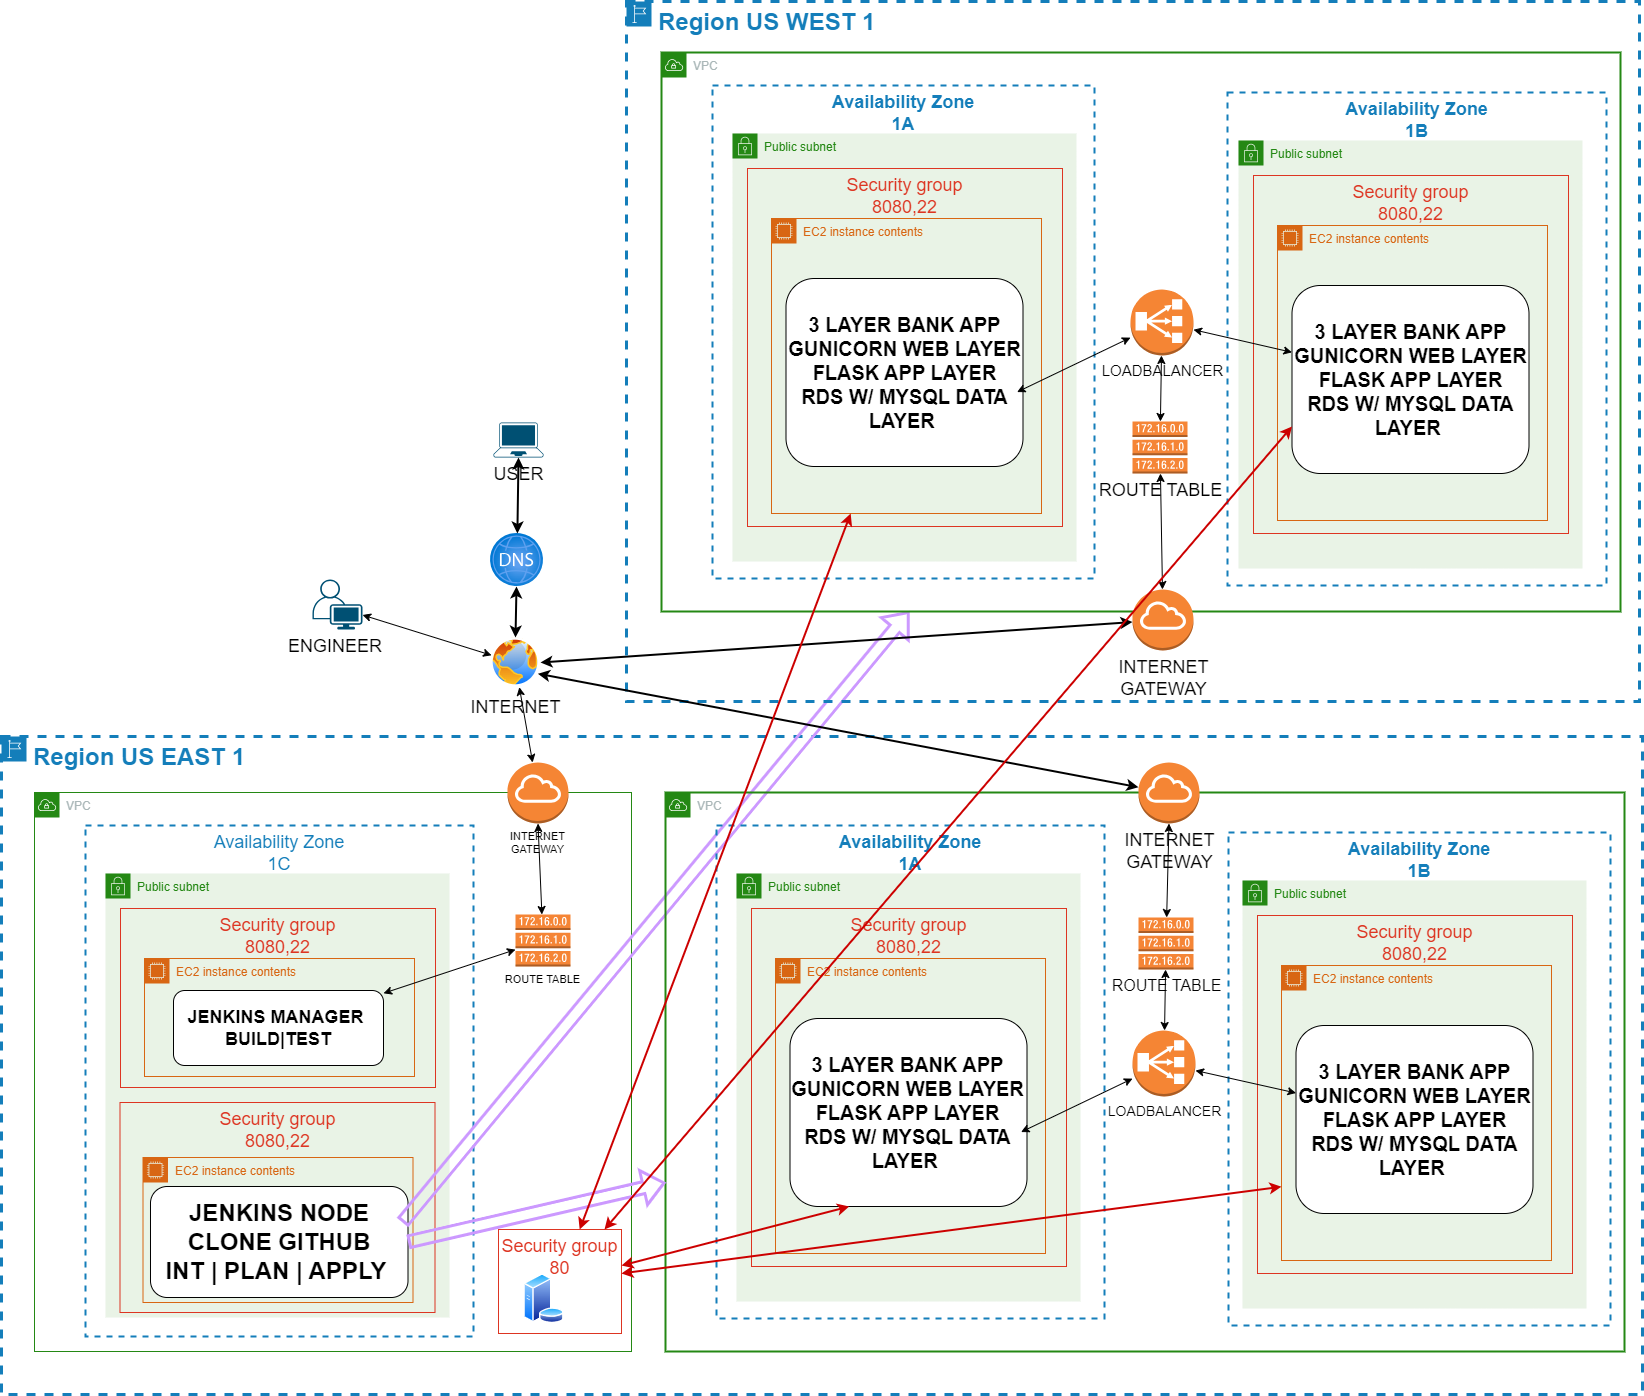 Region US WEST 1
VPC
Availability Zone
1A
Public subnet
Security group
8080,22
EC2 instance contents
3 LAYER BANK APP
GUNICORN WEB LAYER
FLASK APP LAYER
RDS W/ MYSQL DATA
LAYER
LOADBALANCER
172.16.0.0
172.16.1.0
172.16.2.0
ROUTE TABLE
Availability Zone
1B
Public subnet
Security group
8080,22
EC2 instance contents
3 LAYER BANK APP
GUNICORN WEB LAYER
FLASK APP LAYER
RDS W/ MYSQL DATA
LAYER
INTERNET
GATEWAY
USER
DNS
ENGINEER
INTERNET
Region US EAST 1
VPC
INTERNET
GATEWAY
Availability Zone
1C
Public subnet
Security group
8080,22
EC2 instance contents
JENKINS MANAGER
BUILD|TEST
172.16.0.0
172.16.1.0
172.16.2.0
ROUTE TABLE
Security group
8080,22
EC2 instance contents
JENKINS NODE
CLONE GITHUB
INT | PLAN | APPLY
Security group
80
VPC
INTERNET
GATEWAY
Availability Zone
1A
Public subnet
Security group
8080,22
EC2 instance contents
3 LAYER BANK APP
GUNICORN WEB LAYER
FLASK APP LAYER
RDS W/ MYSQL DATA
LAYER
172.16.0.0
172.16.1.0
172.16.2.0
ROUTE TABLE
LOADBALANCER
Availability Zone
1B
Public subnet
Security group
8080,22
EC2 instance contents
3 LAYER BANK APP
GUNICORN WEB LAYER
FLASK APP LAYER
RDS W/ MYSQL DATA
LAYER